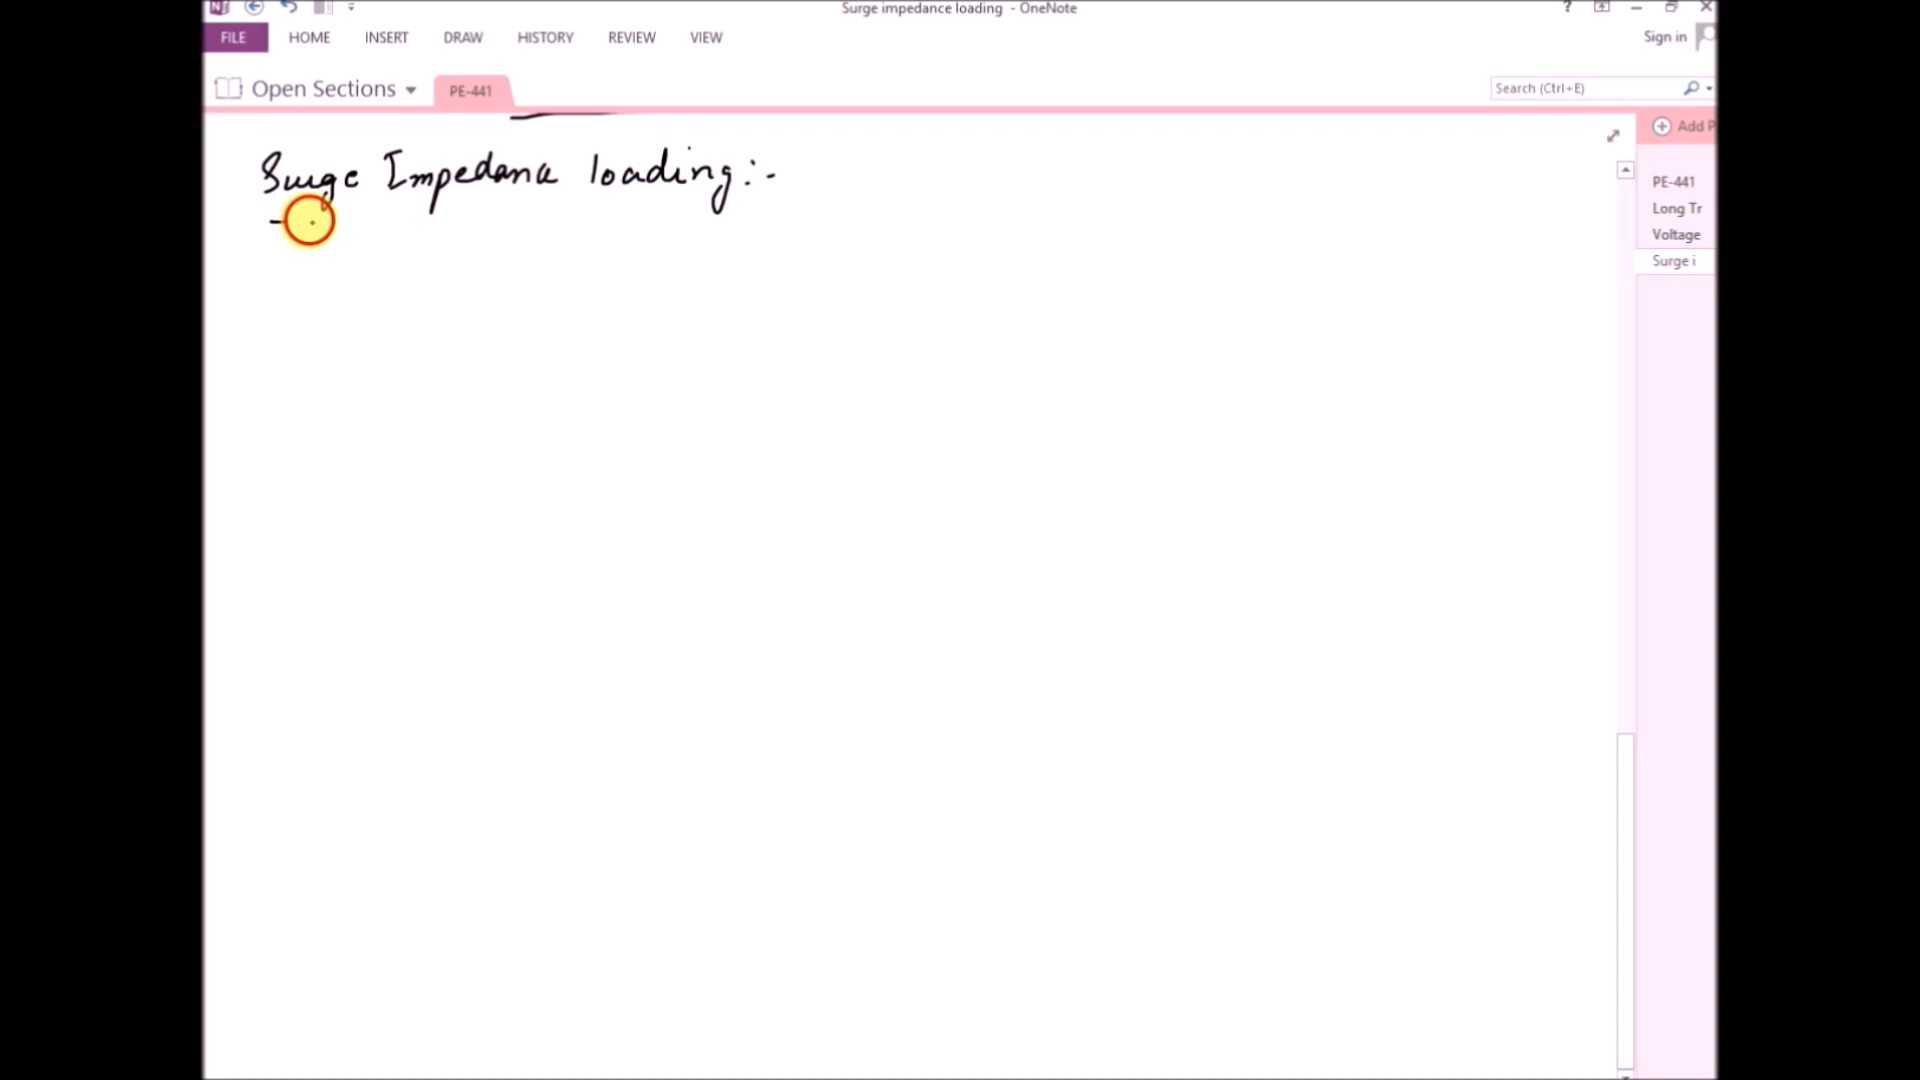 Surge impedance loading - OneNote
?
FILE HOME INSERT DRAW HISTORY REVIEW VIEW
Sign in
Open Sections PE-441
Search (Ctrl+E)
Add P
Surge Impedance loading:-
PE-441
Long Tr
Voltage
Surge i